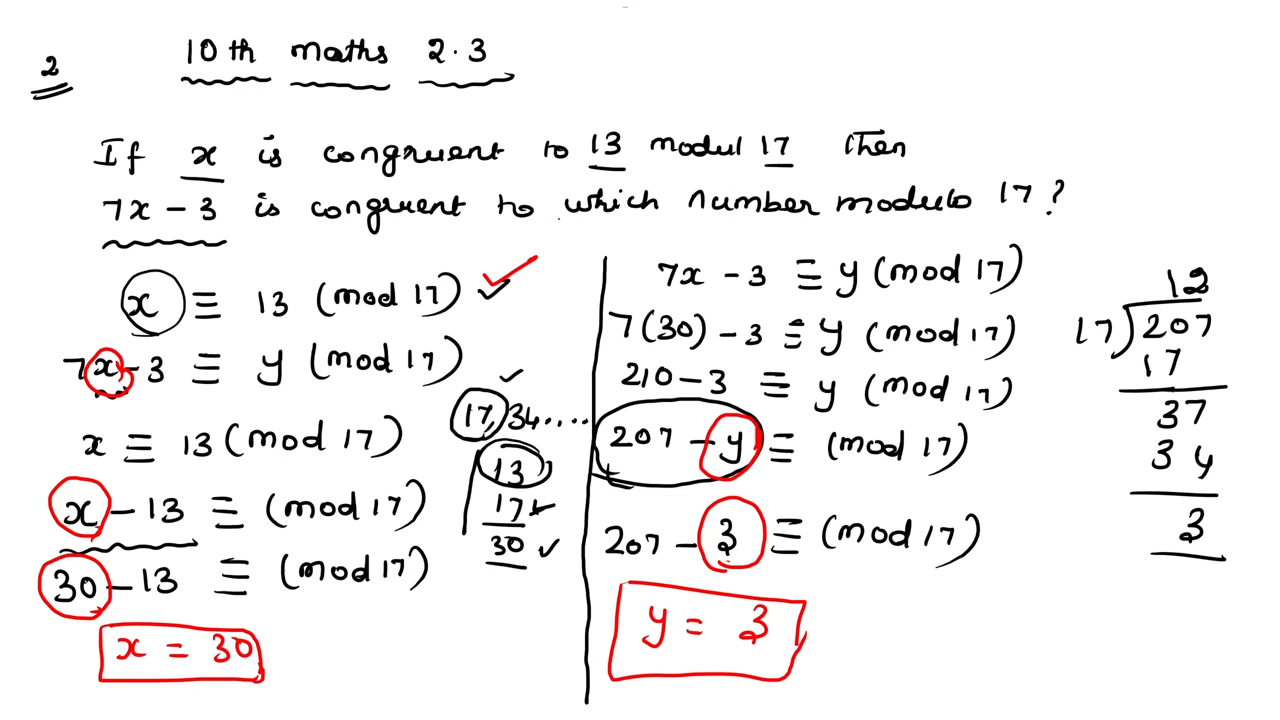 2
10th maths 2.3
If x is congruent to 13 modul 17 then
7x - 3 is congruent to which number modulo 17?
x ≡ 13 (mod 17)
7x - 3 ≡ y (mod 17)
x ≡ 13 (mod 17)
x - 13 ≡ (mod 17)
30 - 13 ≡ (mod 17)
x = 30
17, 34....
13
17
30
7x - 3 ≡ y (mod 17)
7(30) - 3 ≡ y (mod 17)
210 - 3 ≡ y (mod 17)
207 - y ≡ (mod 17)
207 - 3 ≡ (mod 17)
y = 3
12
17) 207
17
37
34
3